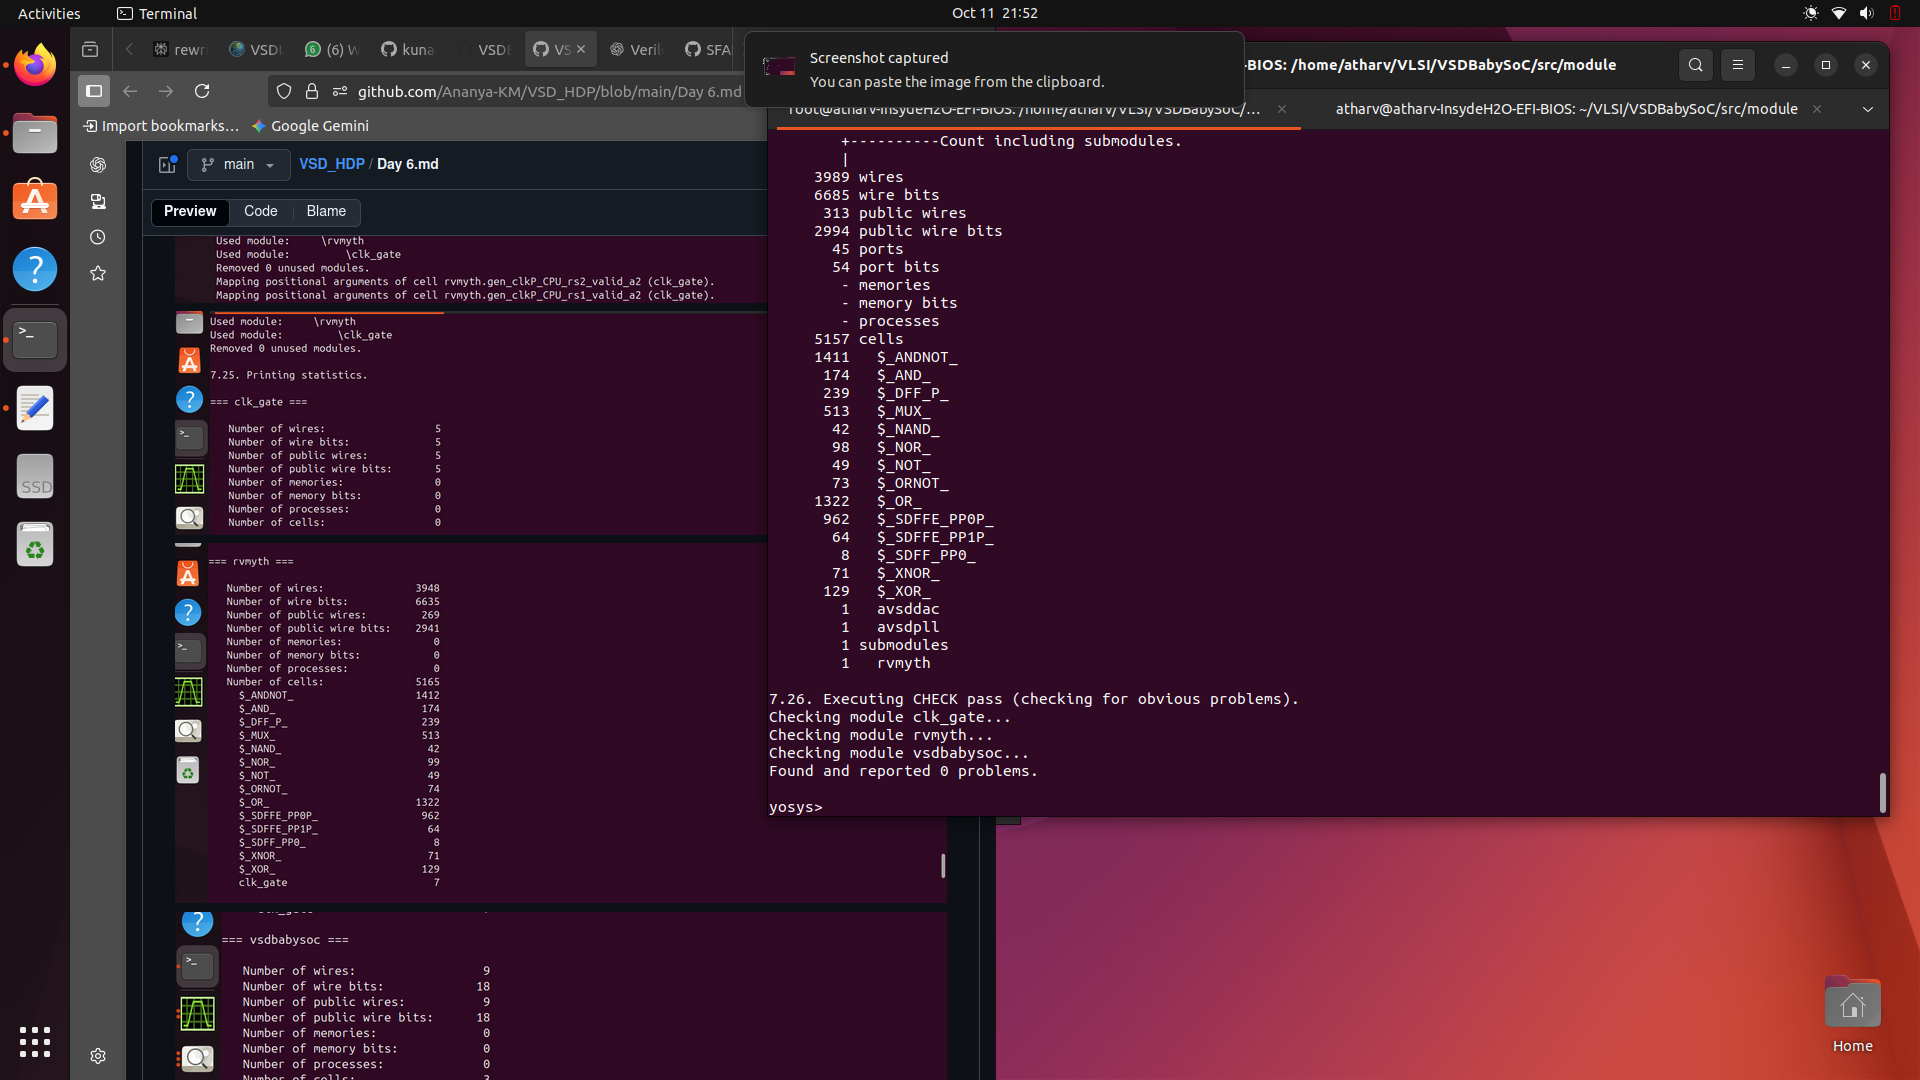 Activities
Terminal
Oct 11 21:52
rewr
VSD
(6) W
kuna
VSD
VS
Veril
SFA
github.com/Ananya-KM/VSD_HDP/blob/main/Day 6.md
Import bookmarks…
Google Gemini
main
VSD_HDP / Day 6.md
Preview
Code
Blame
Used module:     \rvmyth
Used module:         \clk_gate
Removed 0 unused modules.
Mapping positional arguments of cell rvmyth.gen_clkP_CPU_rs2_valid_a2 (clk_gate).
Mapping positional arguments of cell rvmyth.gen_clkP_CPU_rs1_valid_a2 (clk_gate).
Used module:     \rvmyth
Used module:         \clk_gate
Removed 0 unused modules.
7.25. Printing statistics.
=== clk_gate ===
Number of wires: 5
Number of wire bits: 5
Number of public wires: 5
Number of public wire bits: 5
Number of memories: 0
Number of memory bits: 0
Number of processes: 0
Number of cells: 0
=== rvmyth ===
Number of wires: 3948
Number of wire bits: 6635
Number of public wires: 269
Number of public wire bits: 2941
Number of memories: 0
Number of memory bits: 0
Number of processes: 0
Number of cells: 5165
$_ANDNOT_ 1412
$_AND_ 174
$_DFF_P_ 239
$_MUX_ 513
$_NAND_ 42
$_NOR_ 99
$_NOT_ 49
$_ORNOT_ 74
$_OR_ 1322
$_SDFFE_PP0P_ 962
$_SDFFE_PP1P_ 64
$_SDFF_PP0_ 8
$_XNOR_ 71
$_XOR_ 129
clk_gate 7
=== vsdbabysoc ===
Number of wires: 9
Number of wire bits: 18
Number of public wires: 9
Number of public wire bits: 18
Number of memories: 0
Number of memory bits: 0
Number of processes: 0
Number of cells: 3
SSD
Screenshot captured
You can paste the image from the clipboard.
-BIOS: /home/atharv/VLSI/VSDBabySoC/src/module
root@atharv-InsydeH2O-EFI-BIOS: /home/atharv/VLSI/VSDBabySoC/…
atharv@atharv-InsydeH2O-EFI-BIOS: ~/VLSI/VSDBabySoC/src/module
+----------Count including submodules.
|
3989 wires
6685 wire bits
313 public wires
2994 public wire bits
45 ports
54 port bits
- memories
- memory bits
- processes
5157 cells
1411 $_ANDNOT_
174 $_AND_
239 $_DFF_P_
513 $_MUX_
42 $_NAND_
98 $_NOR_
49 $_NOT_
73 $_ORNOT_
1322 $_OR_
962 $_SDFFE_PP0P_
64 $_SDFFE_PP1P_
8 $_SDFF_PP0_
71 $_XNOR_
129 $_XOR_
1 avsddac
1 avsdpll
1 submodules
1 rvmyth
7.26. Executing CHECK pass (checking for obvious problems).
Checking module clk_gate...
Checking module rvmyth...
Checking module vsdbabysoc...
Found and reported 0 problems.
yosys>
Home